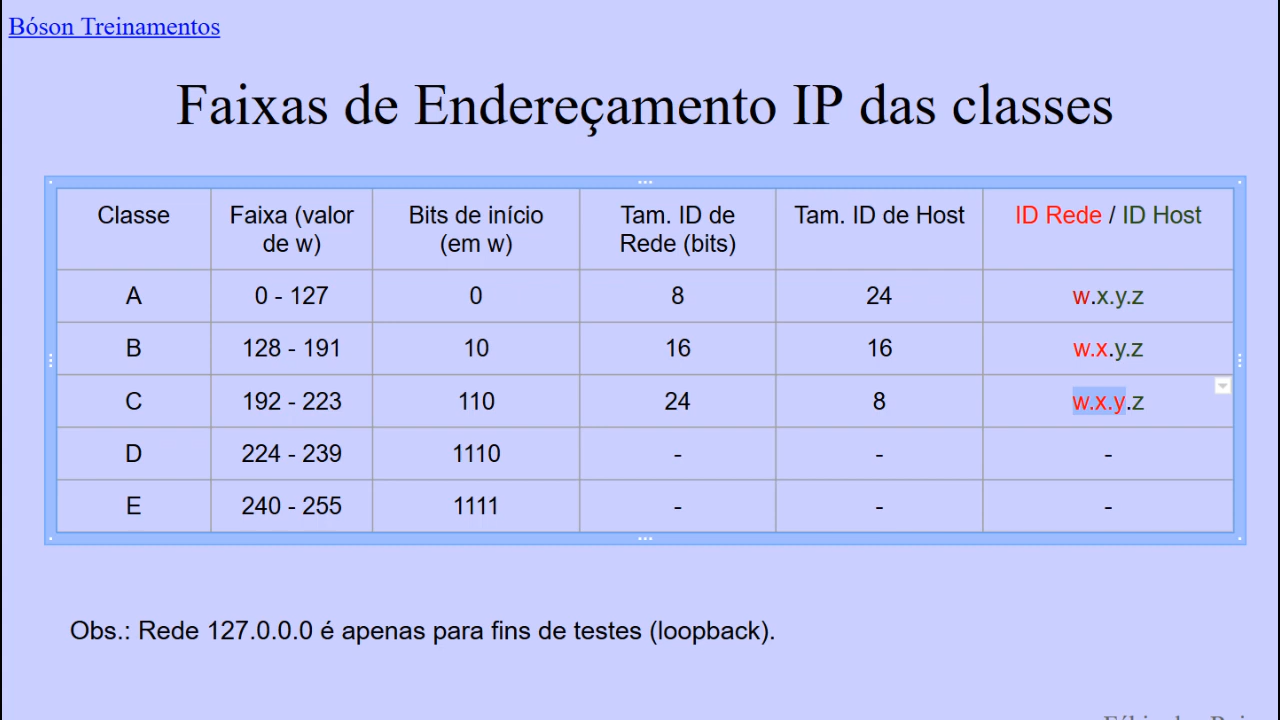 Bóson Treinamentos
Faixas de Endereçamento IP das classes
Classe | Faixa (valor de w) | Bits de início (em w) | Tam. ID de Rede (bits) | Tam. ID de Host | ID Rede / ID Host
A | 0 - 127 | 0 | 8 | 24 | w.x.y.z
B | 128 - 191 | 10 | 16 | 16 | w.x.y.z
C | 192 - 223 | 110 | 24 | 8 | w.x.y.z
D | 224 - 239 | 1110 | - | - | -
E | 240 - 255 | 1111 | - | - | -
Obs.: Rede 127.0.0.0 é apenas para fins de testes (loopback).